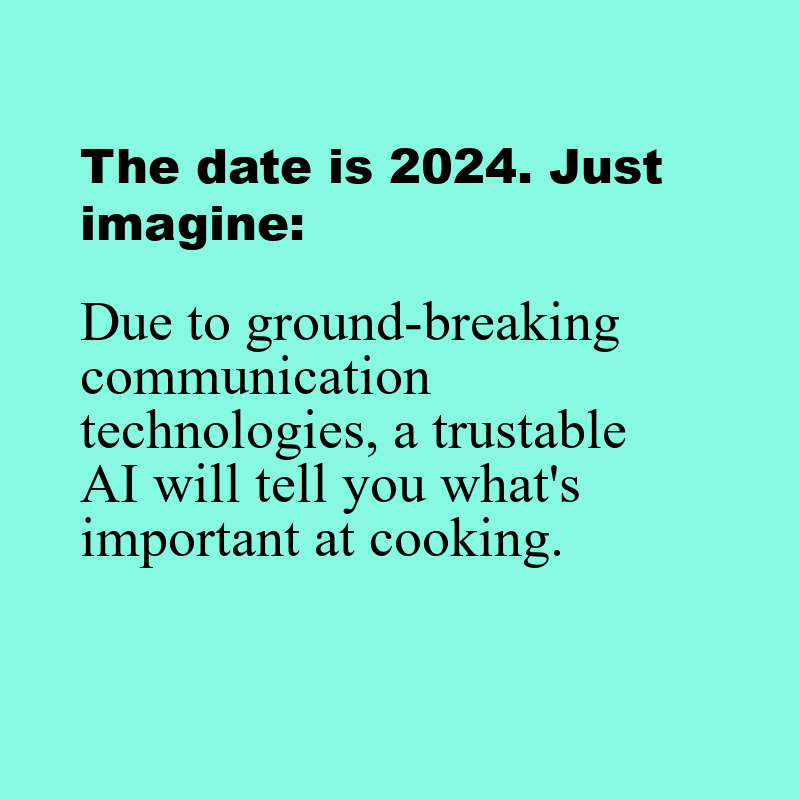 The date is 2024. Just
imagine:
Due to ground-breaking
communication
technologies, a trustable
AI will tell you what's
important at cooking.